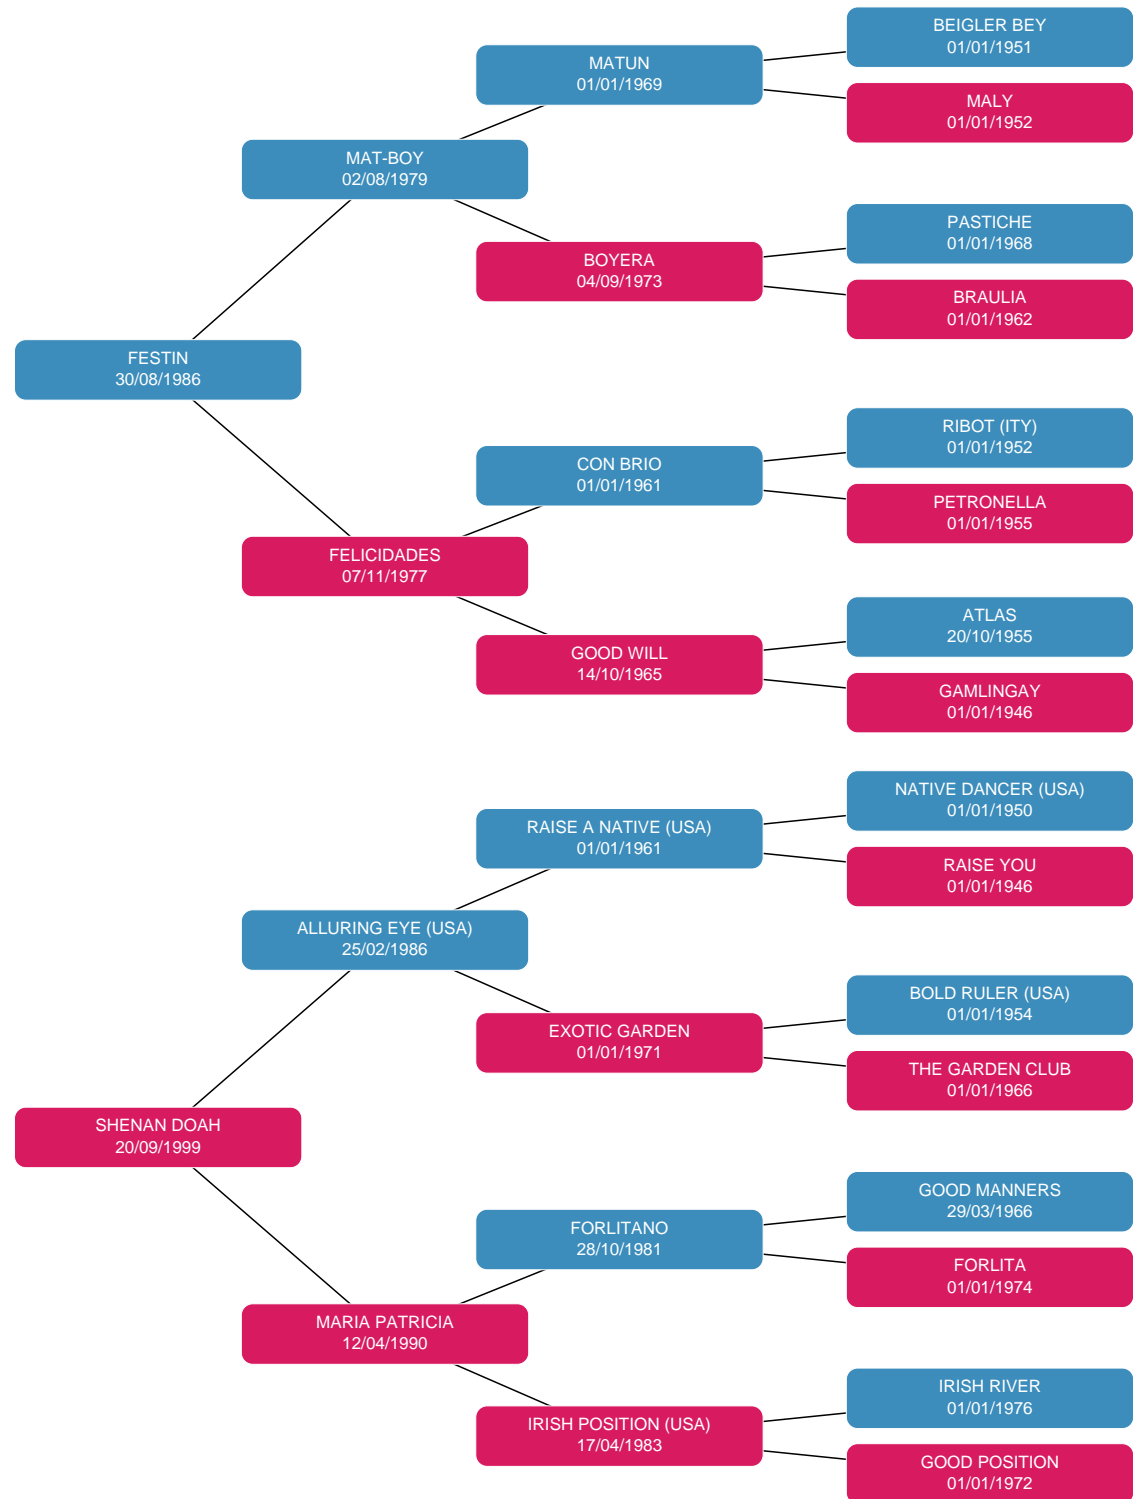 BEIGLER BEY
01/01/1951
MATUN
01/01/1969
MALY
01/01/1952
MAT-BOY
02/08/1979
PASTICHE
01/01/1968
BOYERA
04/09/1973
BRAULIA
01/01/1962
FESTIN
30/08/1986
RIBOT (ITY)
01/01/1952
CON BRIO
01/01/1961
PETRONELLA
01/01/1955
FELICIDADES
07/11/1977
ATLAS
20/10/1955
GOOD WILL
14/10/1965
GAMLINGAY
01/01/1946
NATIVE DANCER (USA)
01/01/1950
RAISE A NATIVE (USA)
01/01/1961
RAISE YOU
01/01/1946
ALLURING EYE (USA)
25/02/1986
BOLD RULER (USA)
01/01/1954
EXOTIC GARDEN
01/01/1971
THE GARDEN CLUB
01/01/1966
SHENAN DOAH
20/09/1999
GOOD MANNERS
29/03/1966
FORLITANO
28/10/1981
FORLITA
01/01/1974
MARIA PATRICIA
12/04/1990
IRISH RIVER
01/01/1976
IRISH POSITION (USA)
17/04/1983
GOOD POSITION
01/01/1972